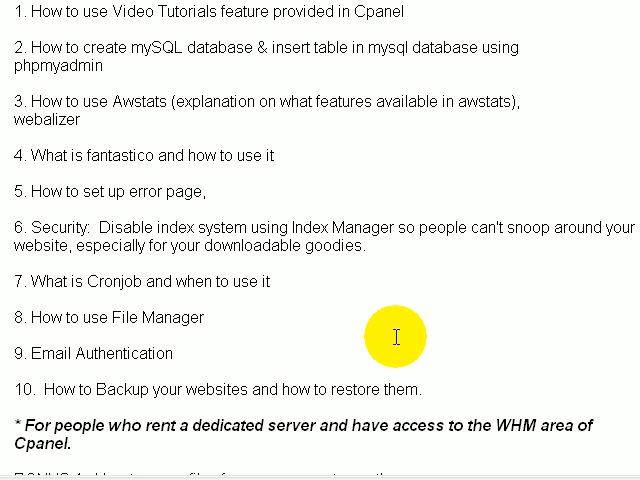 1. How to use Video Tutorials feature provided in Cpanel
2. How to create mySQL database & insert table in mysql database using
phpmyadmin
3. How to use Awstats (explanation on what features available in awstats),
webalizer
4. What is fantastico and how to use it
5. How to set up error page,
6. Security:  Disable index system using Index Manager so people can't snoop around your
website, especially for your downloadable goodies.
7. What is Cronjob and when to use it
8. How to use File Manager
9. Email Authentication
10.  How to Backup your websites and how to restore them.
* For people who rent a dedicated server and have access to the WHM area of
Cpanel.